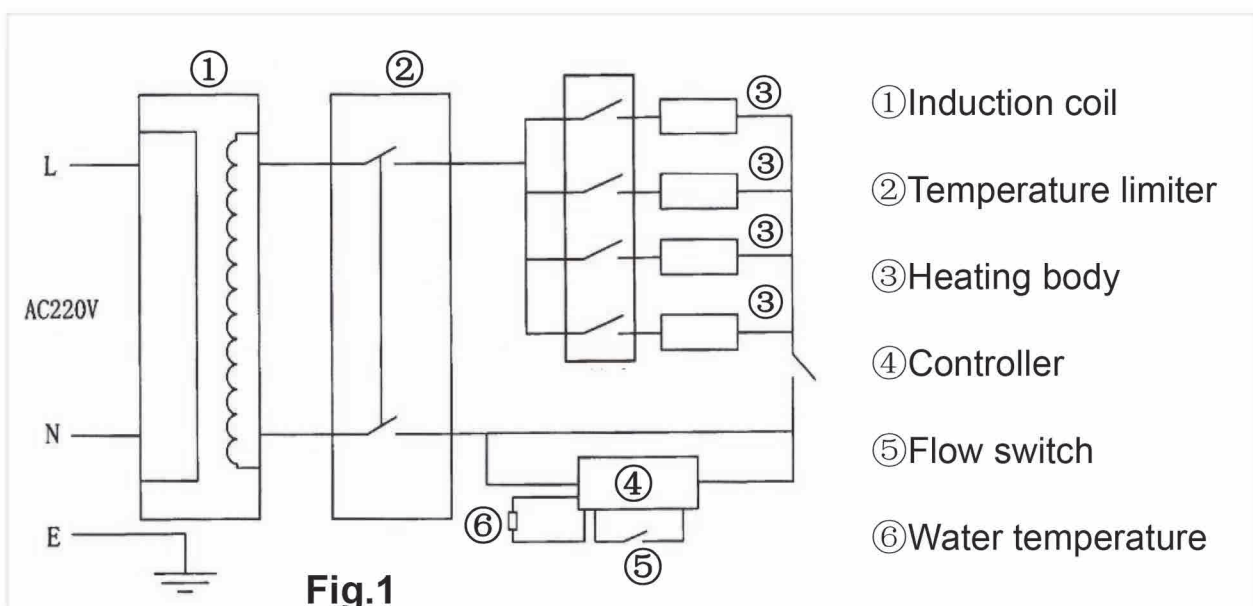 ① ② ③
③
③
③
L
AC220V
N
E
④
⑥
⑤
Fig.1
①Induction coil
②Temperature limiter
③Heating body
④Controller
⑤Flow switch
⑥Water temperature